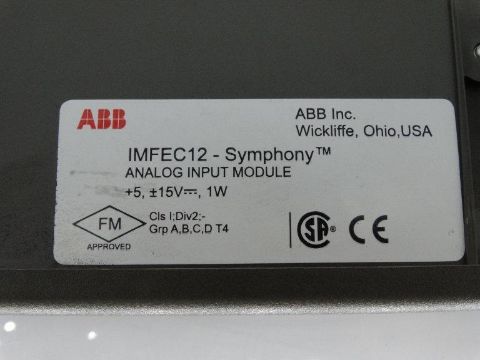 ABB
ABB Inc.
Wickliffe, Ohio,USA
IMFEC12 - Symphony™
ANALOG INPUT MODULE
+5, ±15V⎓, 1W
FM
APPROVED
Cls I;Div2;-
Grp A,B,C,D T4
SA
CE